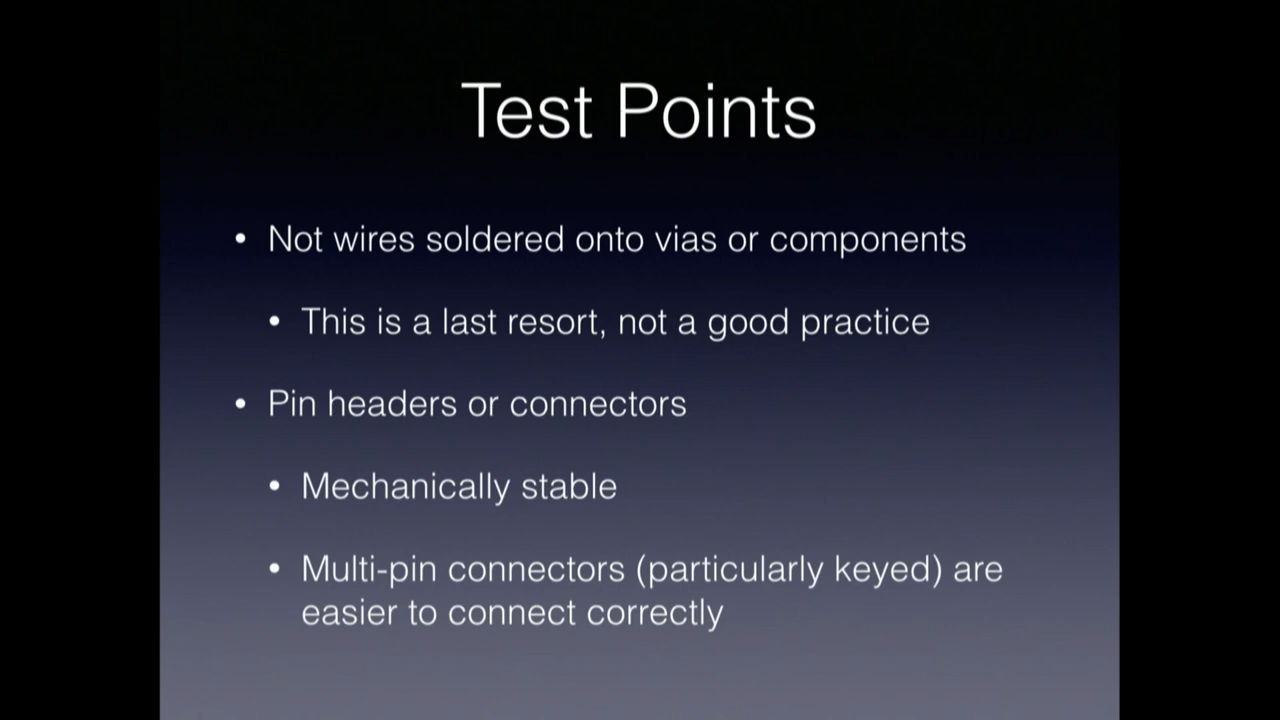 Test Points
• Not wires soldered onto vias or components
• This is a last resort, not a good practice
• Pin headers or connectors
• Mechanically stable
• Multi-pin connectors (particularly keyed) are
easier to connect correctly